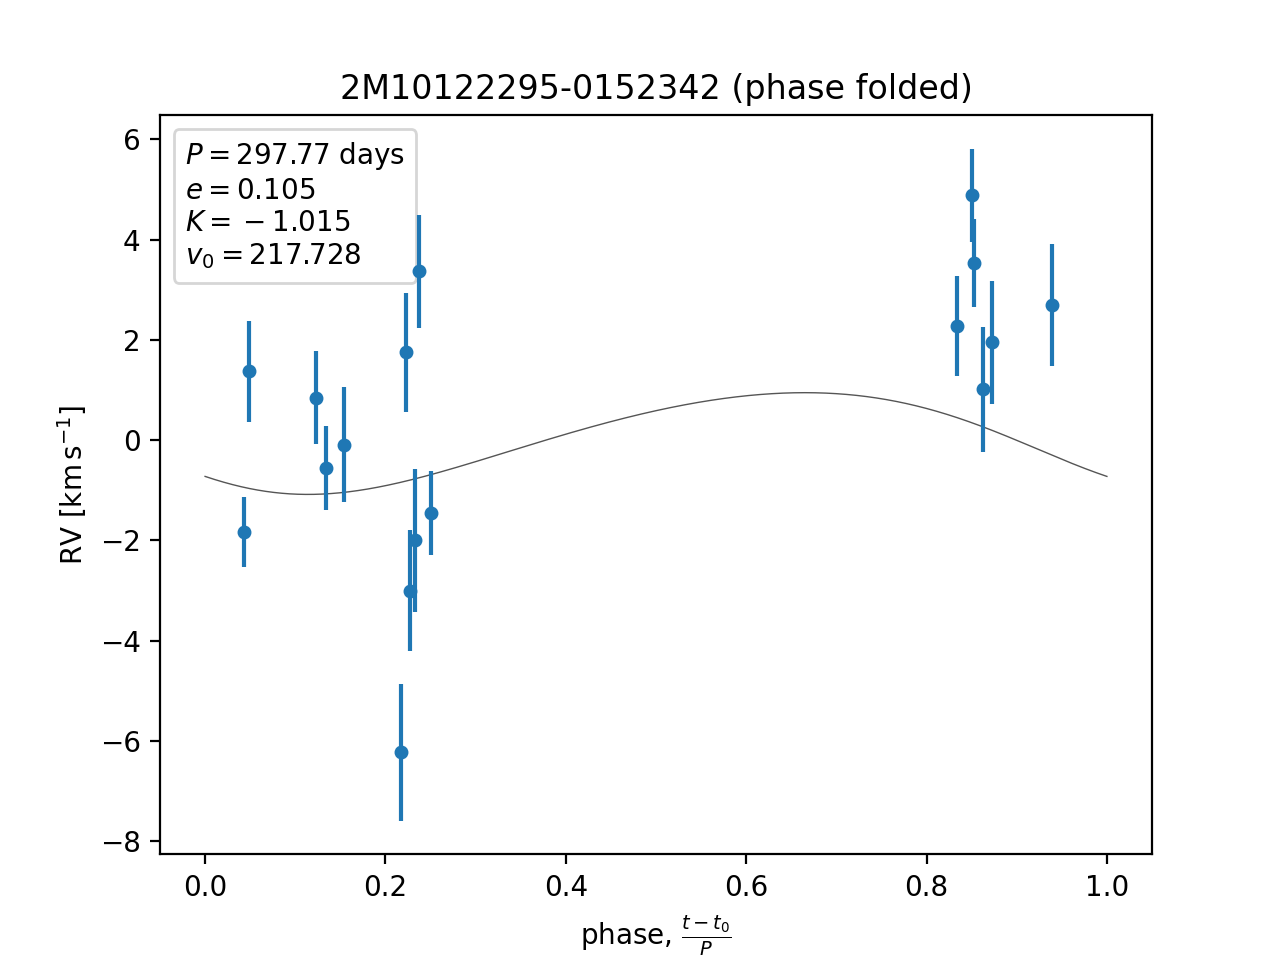 2M10122295-0152342 (phase folded)
P = 297.77 days
e = 0.105
K = −1.015
v₀ = 217.728
6
4
2
0
−2
−4
−6
−8
RV [km s⁻¹]
0.0 0.2 0.4 0.6 0.8 1.0
phase, (t − t₀)/P